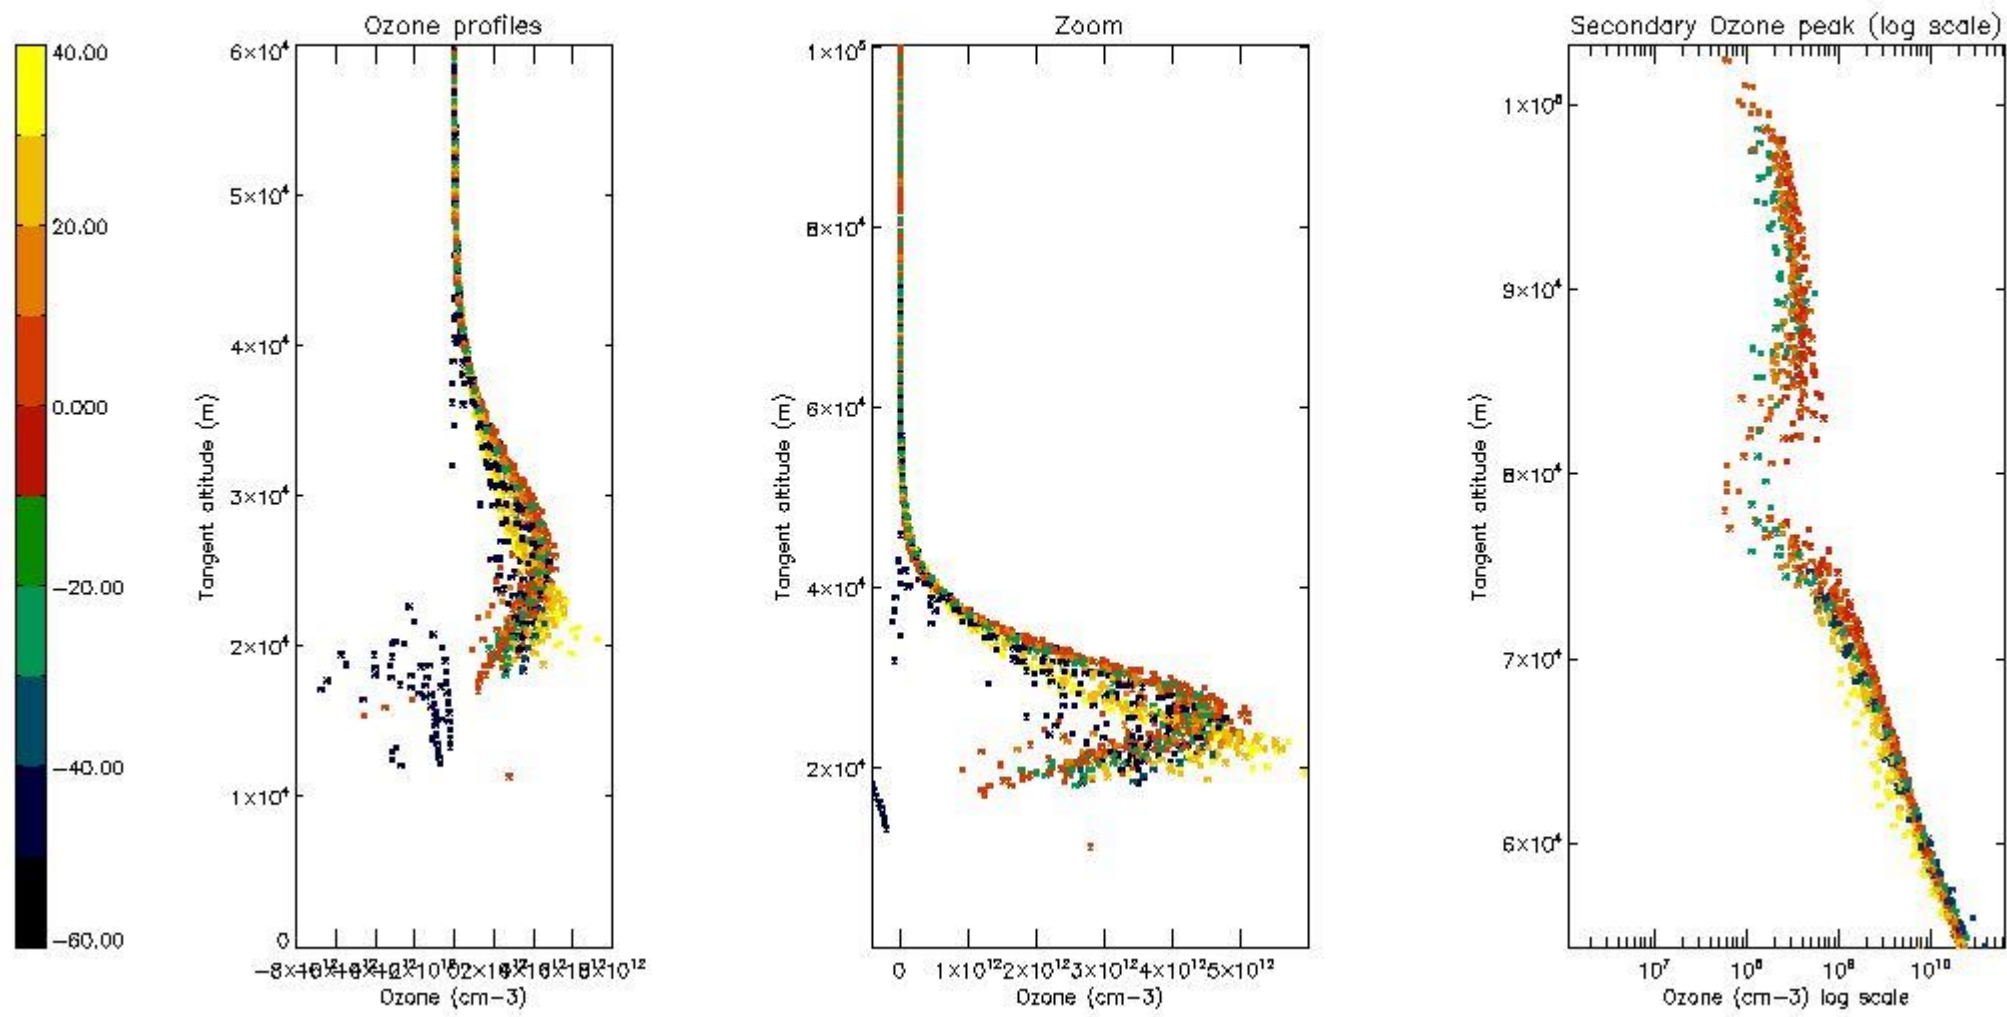 Ozone profiles
Zoom
Secondary Ozone peak (log scale)
40.00
20.00
0.000
-20.00
-40.00
-60.00
6×10⁴
5×10⁴
4×10⁴
3×10⁴
2×10⁴
1×10⁴
0
Tangent altitude (m)
Ozone (cm-3)
1×10⁵
8×10⁴
6×10⁴
4×10⁴
2×10⁴
Tangent altitude (m)
0 1×10¹² 2×10¹² 3×10¹² 4×10¹² 5×10¹²
Ozone (cm-3)
9×10⁴
8×10⁴
7×10⁴
6×10⁴
Tangent altitude (m)
10⁷ 10⁸ 10⁹ 10¹⁰
Ozone (cm-3) log scale